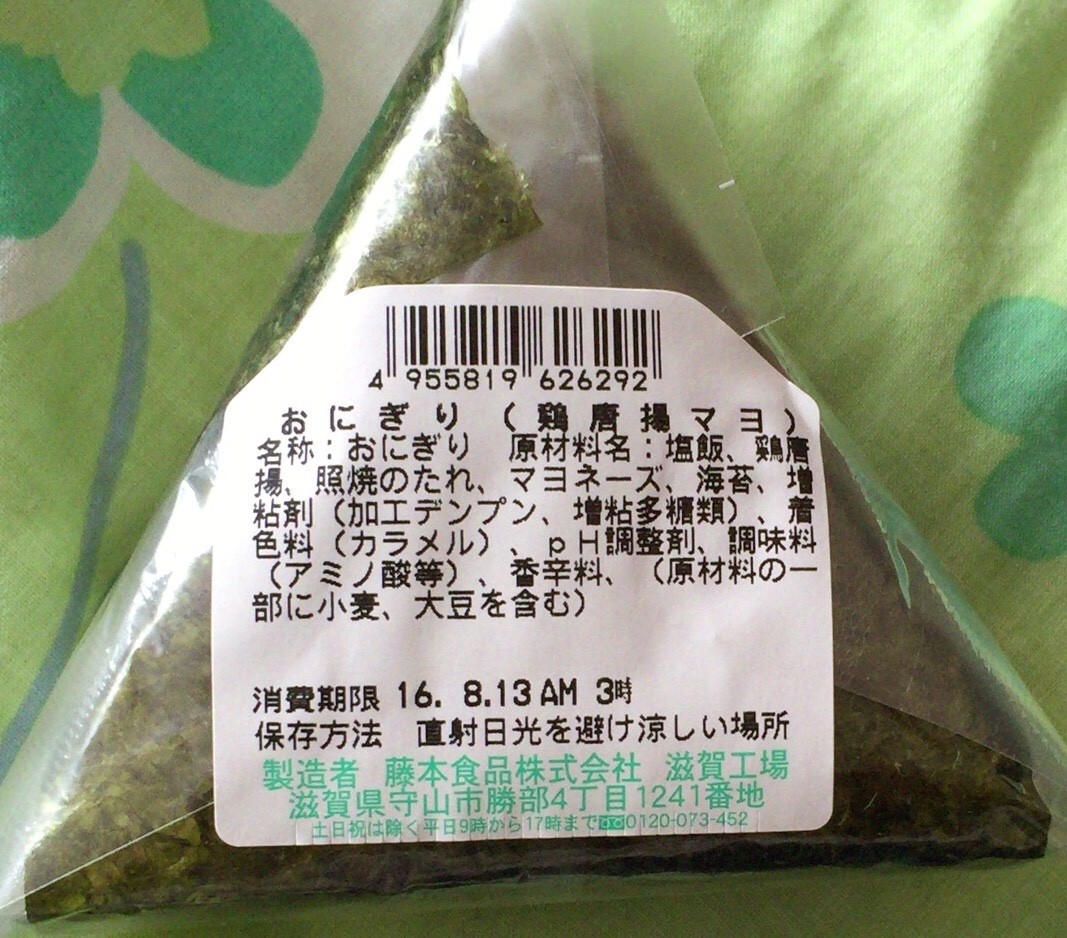 4 955819 626292
おにぎり（鶏唐揚マヨ）
名称：おにぎり 原材料名：塩飯、鶏唐
揚、照焼のたれ、マヨネーズ、海苔、増
粘剤（加工デンプン、増粘多糖類）、着
色料（カラメル）、pH調整剤、調味料
（アミノ酸等）、香辛料、（原材料の一
部に小麦、大豆を含む）
消費期限 16. 8.13 AM 3時
保存方法 直射日光を避け涼しい場所
製造者 藤本食品株式会社 滋賀工場
滋賀県守山市勝部4丁目1241番地
土日祝は除く平日9時から17時まで 0120-073-452